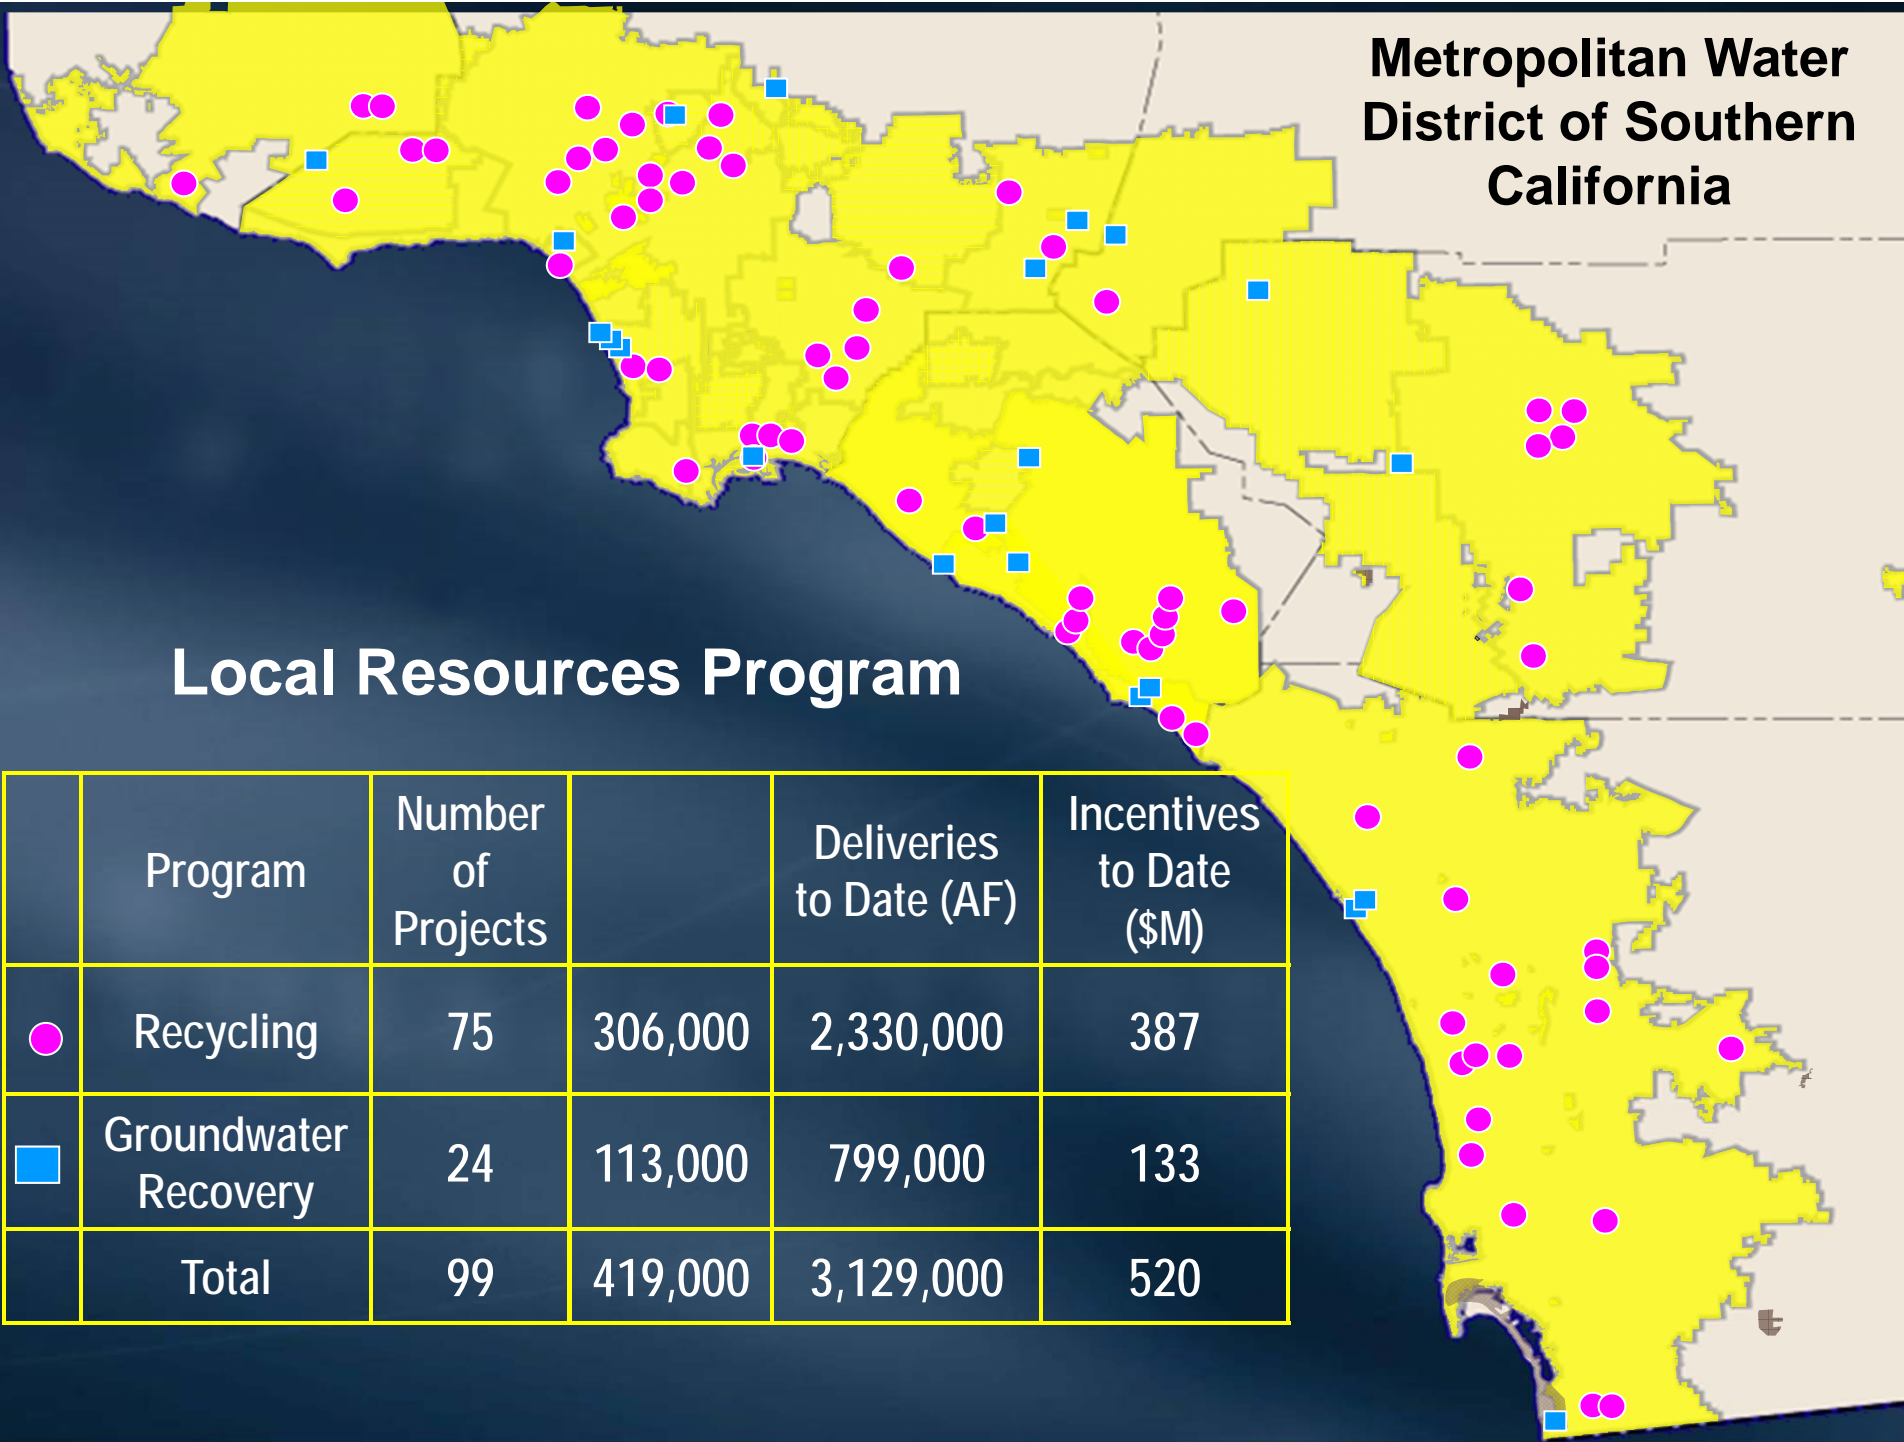 Metropolitan Water
District of Southern
California
Local Resources Program
Program
Number
of
Projects
Deliveries
to Date (AF)
Incentives
to Date
($M)
Recycling
75
306,000
2,330,000
387
Groundwater
Recovery
24
113,000
799,000
133
Total
99
419,000
3,129,000
520